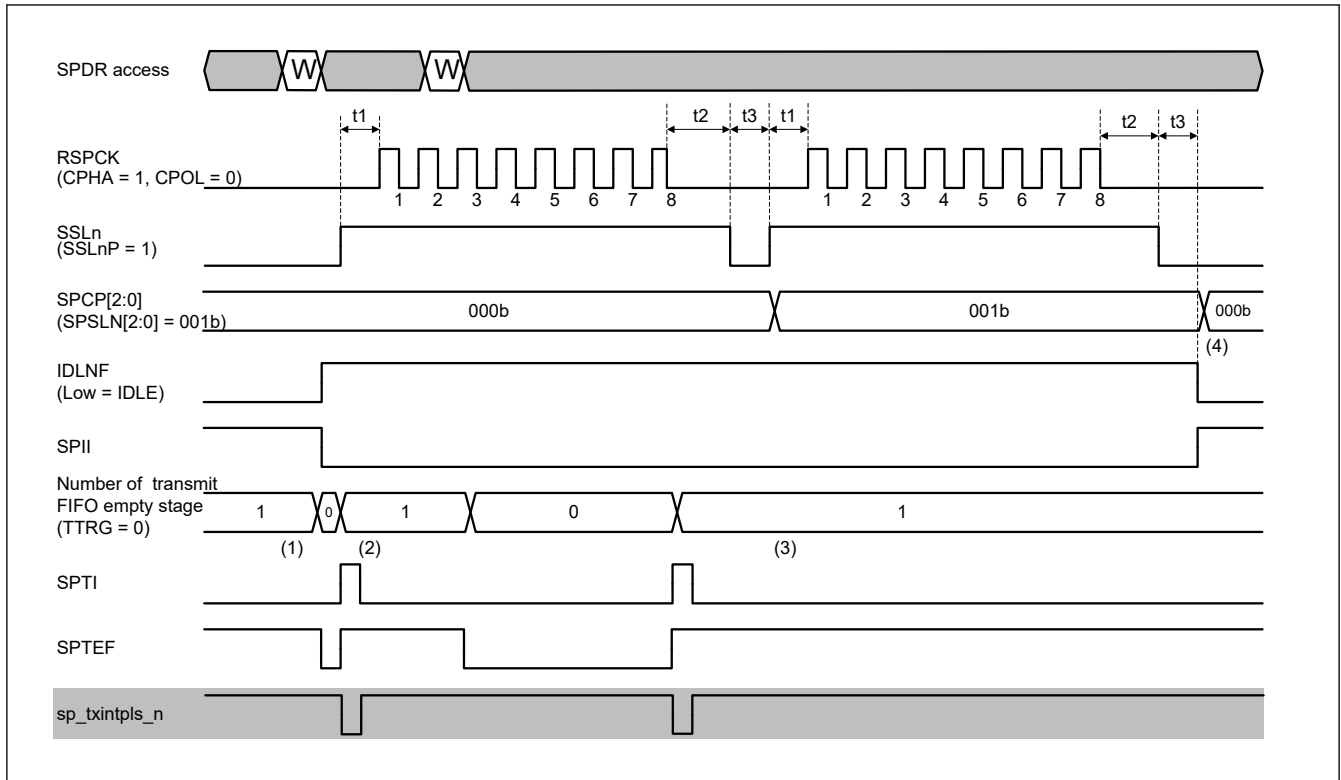 SPDR access
W
W
t1
t2
t3
t1
t2
t3
RSPCK
(CPHA = 1, CPOL = 0)
1 2 3 4 5 6 7 8
1 2 3 4 5 6 7 8
SSLn
(SSLnP = 1)
SPCP[2:0]
(SPSLN[2:0] = 001b)
000b
001b
000b
(4)
IDLNF
(Low = IDLE)
SPII
Number of transmit
FIFO empty stage
(TTRG = 0)
1
0
1
0
1
(1)
(2)
(3)
SPTI
SPTEF
sp_txintpls_n